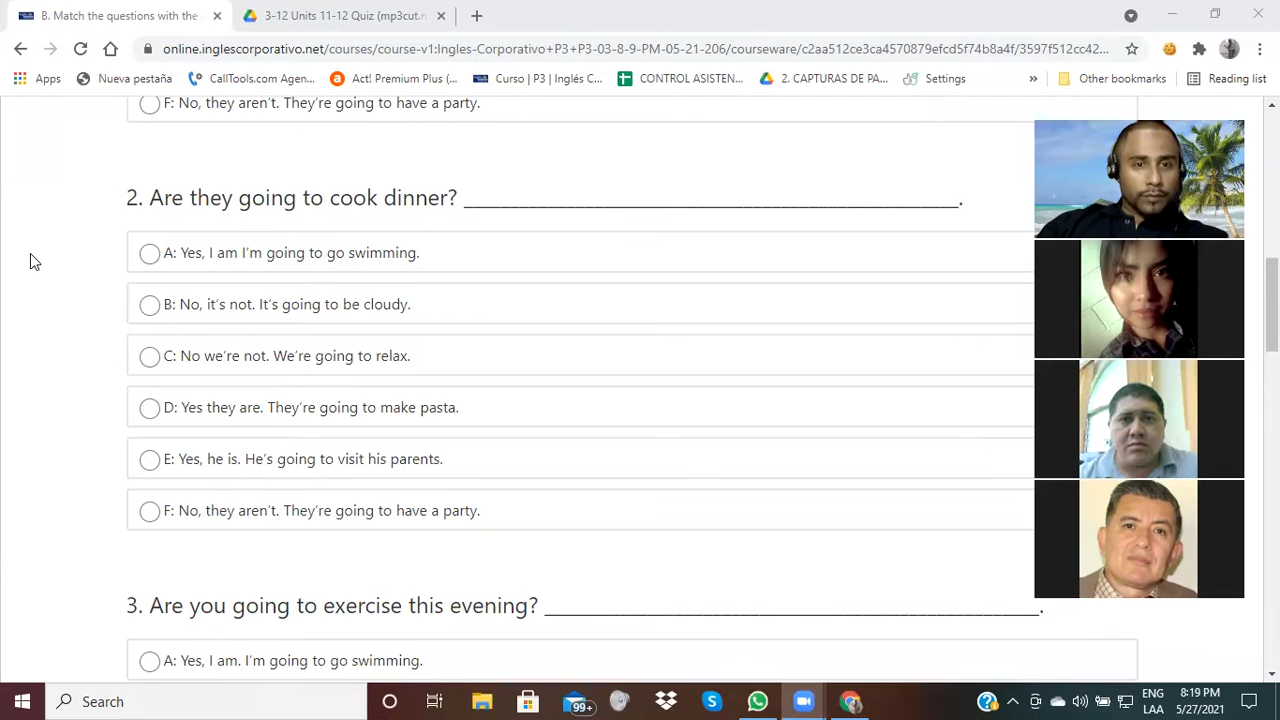 B. Match the questions with the
3-12 Units 11-12 Quiz (mp3cut.n
online.inglescorporativo.net/courses/course-v1:Ingles-Corporativo+P3+P3-03-8-9-PM-05-21-206/courseware/c2aa512ce3ca4570879efcd5f74b8a4f/3597f512cc42...
Apps Nueva pestaña CallTools.com Agen... Act! Premium Plus (... Curso | P3 | Inglés C... CONTROL ASISTEN... 2. CAPTURAS DE PA... Settings » Other bookmarks Reading list
F: No, they aren't. They're going to have a party.
2. Are they going to cook dinner? ______________________________________________.
A: Yes, I am I'm going to go swimming.
B: No, it's not. It's going to be cloudy.
C: No we're not. We're going to relax.
D: Yes they are. They're going to make pasta.
E: Yes, he is. He's going to visit his parents.
F: No, they aren't. They're going to have a party.
3. Are you going to exercise this evening? ______________________________________________.
A: Yes, I am. I'm going to go swimming.
Search
99+
ENG
LAA
8:19 PM
5/27/2021